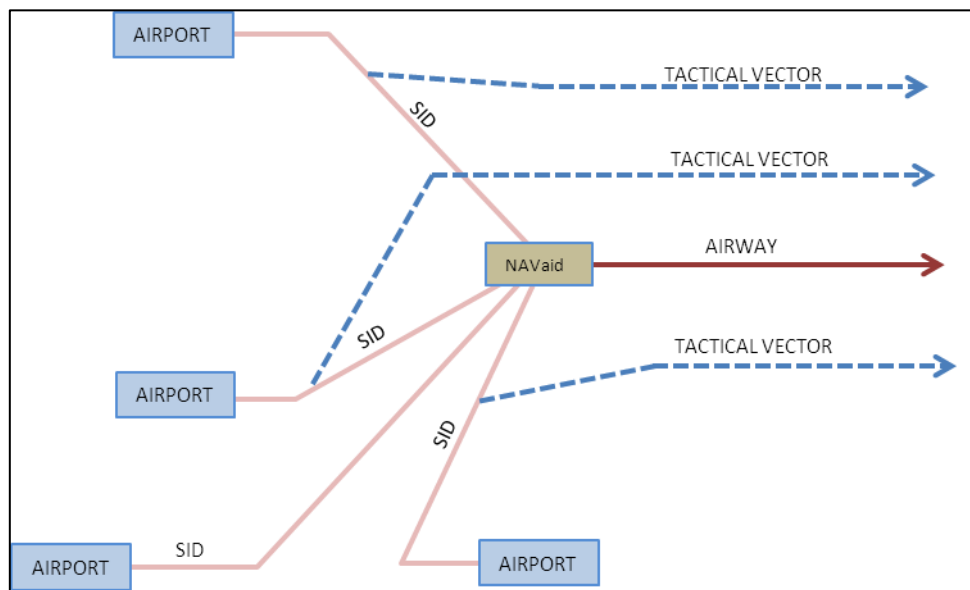 AIRPORT
TACTICAL VECTOR
SID
TACTICAL VECTOR
AIRWAY
NAVaid
SID
TACTICAL VECTOR
AIRPORT
SID
SID
AIRPORT
AIRPORT